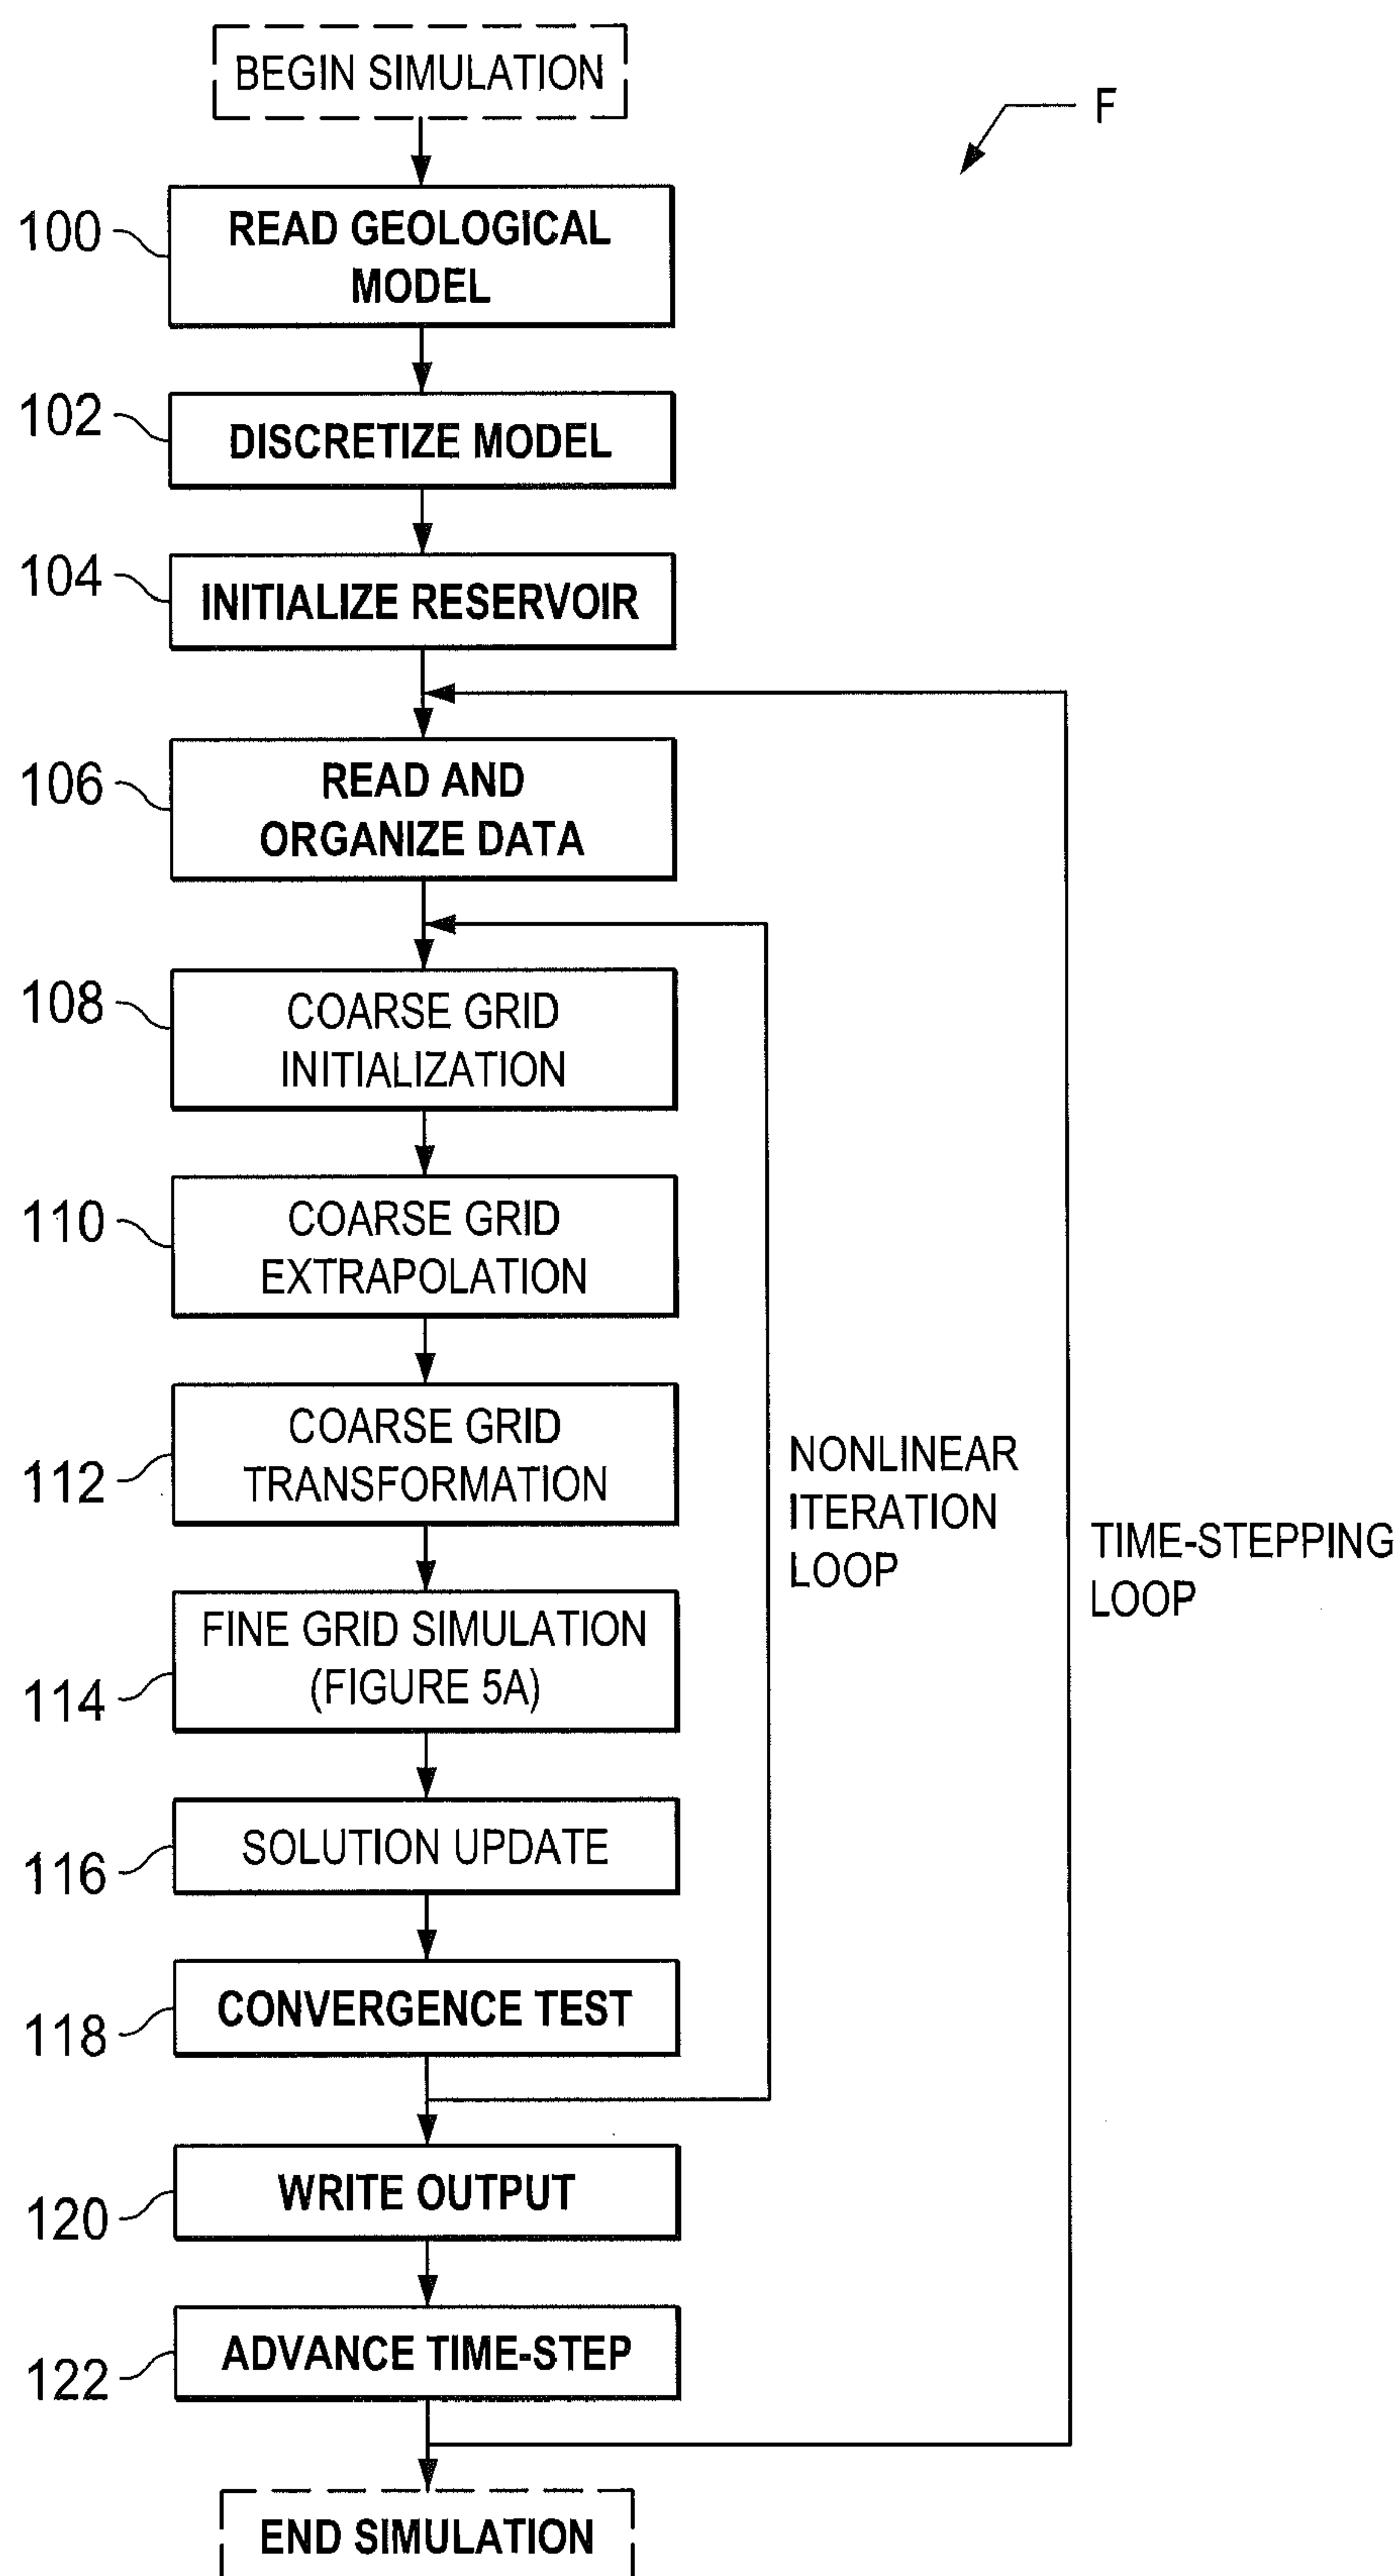 BEGIN SIMULATION
F
100
READ GEOLOGICAL
MODEL
102
DISCRETIZE MODEL
104
INITIALIZE RESERVOIR
106
READ AND
ORGANIZE DATA
108
COARSE GRID
INITIALIZATION
110
COARSE GRID
EXTRAPOLATION
112
COARSE GRID
TRANSFORMATION
NONLINEAR
ITERATION
LOOP
TIME-STEPPING
LOOP
114
FINE GRID SIMULATION
(FIGURE 5A)
116
SOLUTION UPDATE
118
CONVERGENCE TEST
120
WRITE OUTPUT
122
ADVANCE TIME-STEP
END SIMULATION